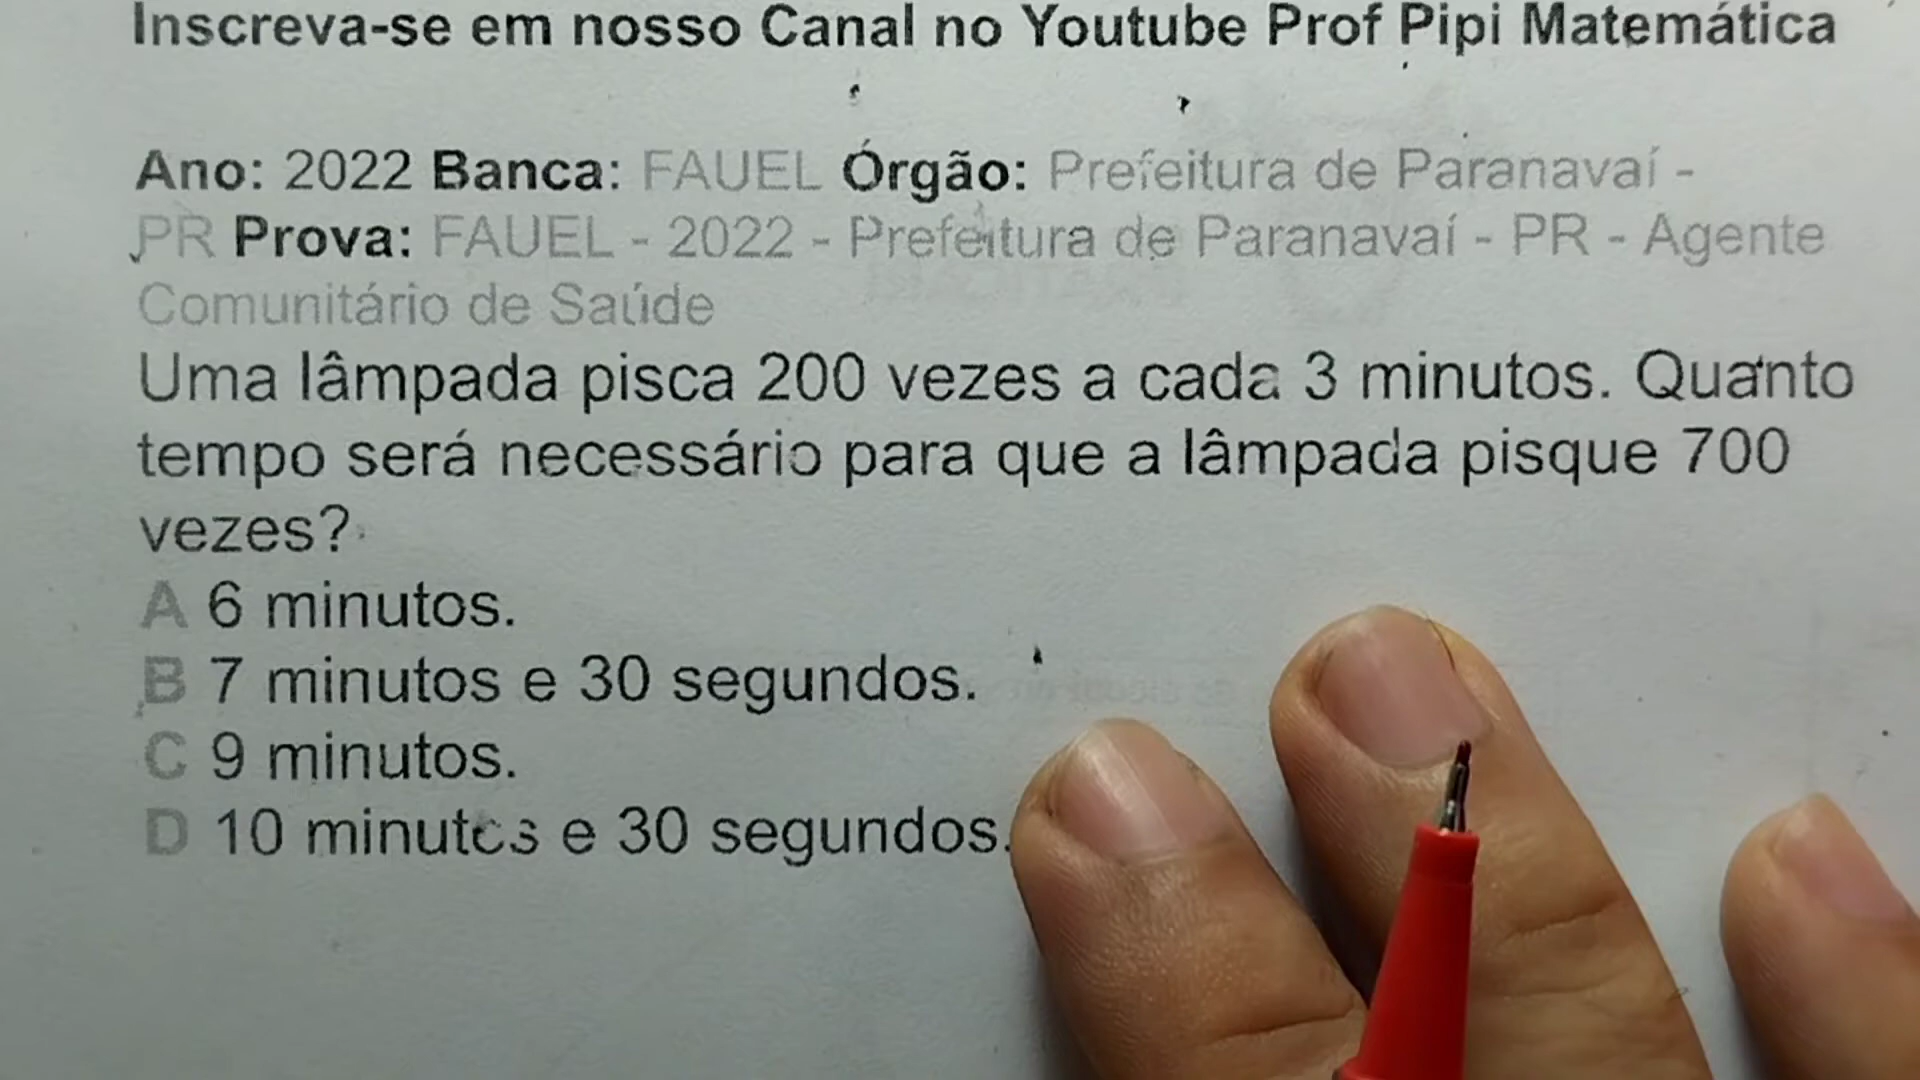 Inscreva-se em nosso Canal no Youtube Prof Pipi Matemática
Ano: 2022 Banca: FAUEL Órgão: Prefeitura de Paranavaí -
PR Prova: FAUEL - 2022 - Prefeitura de Paranavaí - PR - Agente
Comunitário de Saúde
Uma lâmpada pisca 200 vezes a cada 3 minutos. Quanto
tempo será necessário para que a lâmpada pisque 700
vezes?
A 6 minutos.
B 7 minutos e 30 segundos.
C 9 minutos.
D 10 minutos e 30 segundos.